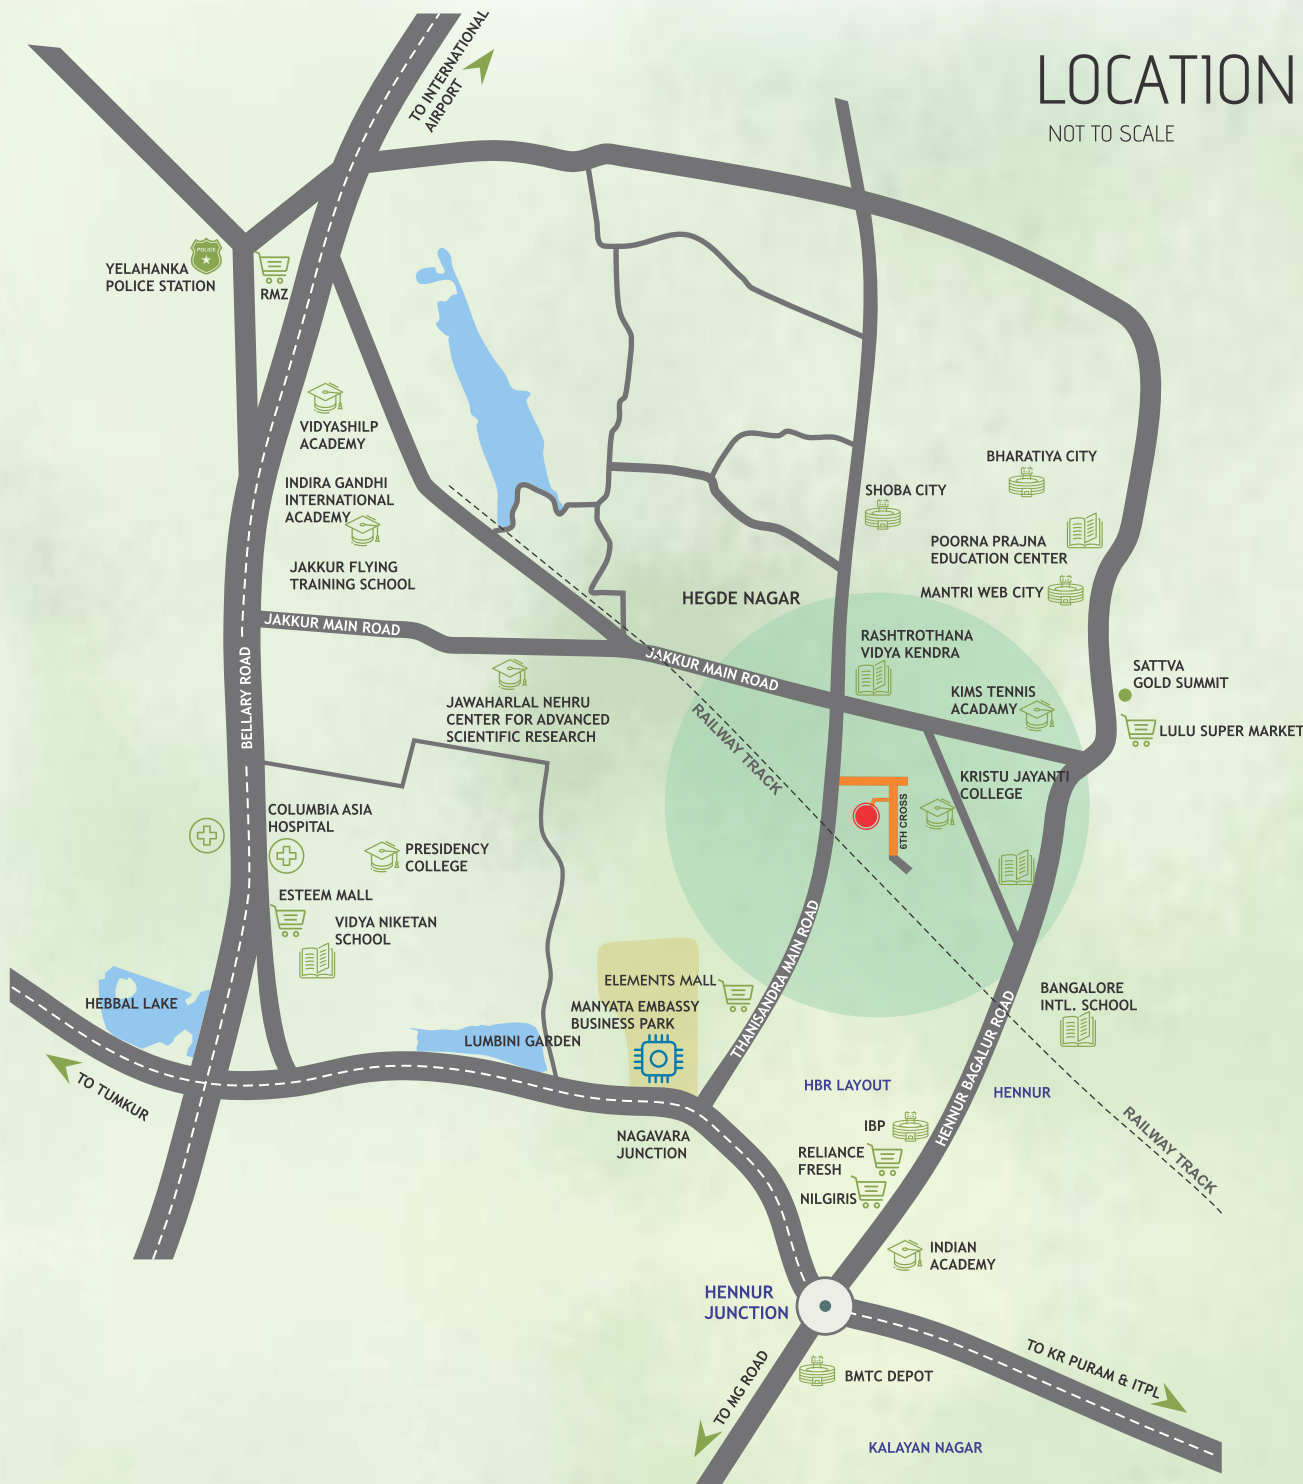 TO INTERNATIONAL
AIRPORT
LOCATION
NOT TO SCALE
POLICE
YELAHANKA
POLICE STATION
RMZ
VIDYASHILP
ACADEMY
INDIRA GANDHI
INTERNATIONAL
ACADEMY
JAKKUR FLYING
TRAINING SCHOOL
BHARATIYA CITY
SHOBA CITY
POORNA PRAJNA
EDUCATION CENTER
MANTRI WEB CITY
HEGDE NAGAR
JAKKUR MAIN ROAD
BELLARY ROAD
JAKKUR MAIN ROAD
RASHTROTHANA
VIDYA KENDRA
KIMS TENNIS
ACADAMY
SATTVA
GOLD SUMMIT
LULU SUPER MARKET
JAWAHARLAL NEHRU
CENTER FOR ADVANCED
SCIENTIFIC RESEARCH
RAILWAY TRACK
KRISTU JAYANTI
COLLEGE
6TH CROSS
COLUMBIA ASIA
HOSPITAL
PRESIDENCY
COLLEGE
ESTEEM MALL
VIDYA NIKETAN
SCHOOL
THANISANDRA MAIN ROAD
ELEMENTS MALL
MANYATA EMBASSY
BUSINESS PARK
HEBBAL LAKE
LUMBINI GARDEN
BANGALORE
INTL. SCHOOL
HENNUR BAGALUR ROAD
TO TUMKUR
HBR LAYOUT
HENNUR
NAGAVARA
JUNCTION
IBP
RELIANCE
FRESH
NILGIRIS
RAILWAY TRACK
INDIAN
ACADEMY
HENNUR
JUNCTION
TO MG ROAD
BMTC DEPOT
TO KR PURAM & ITPL
KALAYAN NAGAR